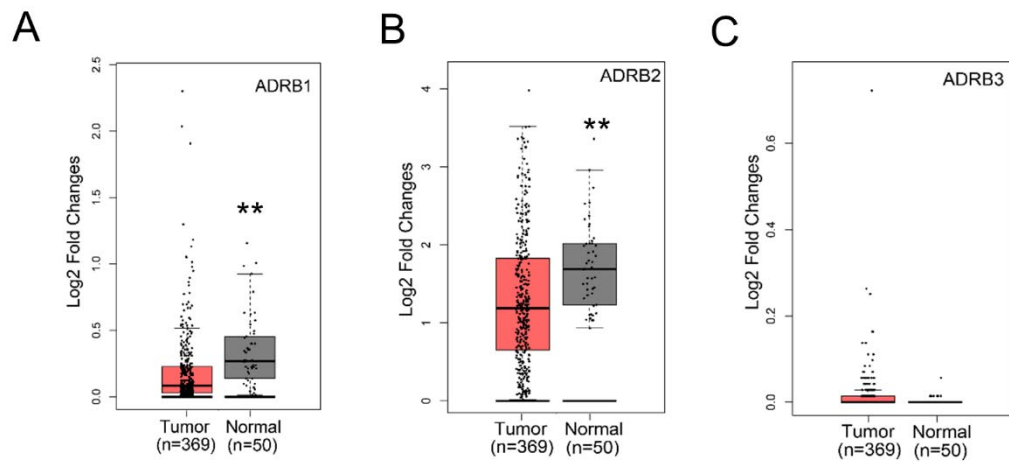 A
ADRB1
Log2 Fold Changes
2.5
2.0
1.5
1.0
0.5
0.0
**
Tumor
(n=369)
Normal
(n=50)
B
ADRB2
Log2 Fold Changes
4
3
2
1
0
**
Tumor
(n=369)
Normal
(n=50)
C
ADRB3
Log2 Fold Changes
0.6
0.4
0.2
0.0
Tumor
(n=369)
Normal
(n=50)